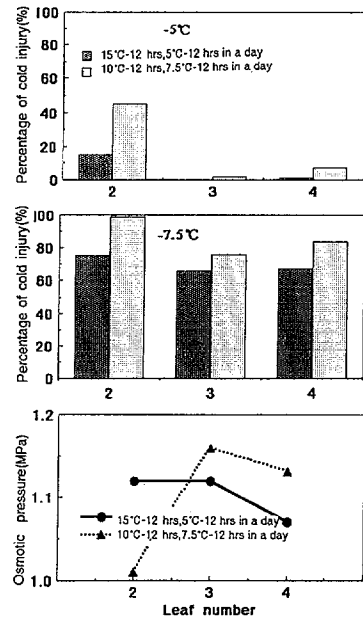 -5℃
Percentage of cold injury(%)
100
80
60
40
20
0
15℃-12 hrs,5℃-12 hrs in a day
10℃-12 hrs,7.5℃-12 hrs in a day
2 3 4
-7.5℃
Percentage of cold injury(%)
100
80
60
40
20
0
2 3 4
Osmotic pressure(MPa)
1.2
1.1
1.0
15℃-12 hrs,5℃-12 hrs in a day
10℃-12 hrs,7.5℃-12 hrs in a day
2 3 4
Leaf number